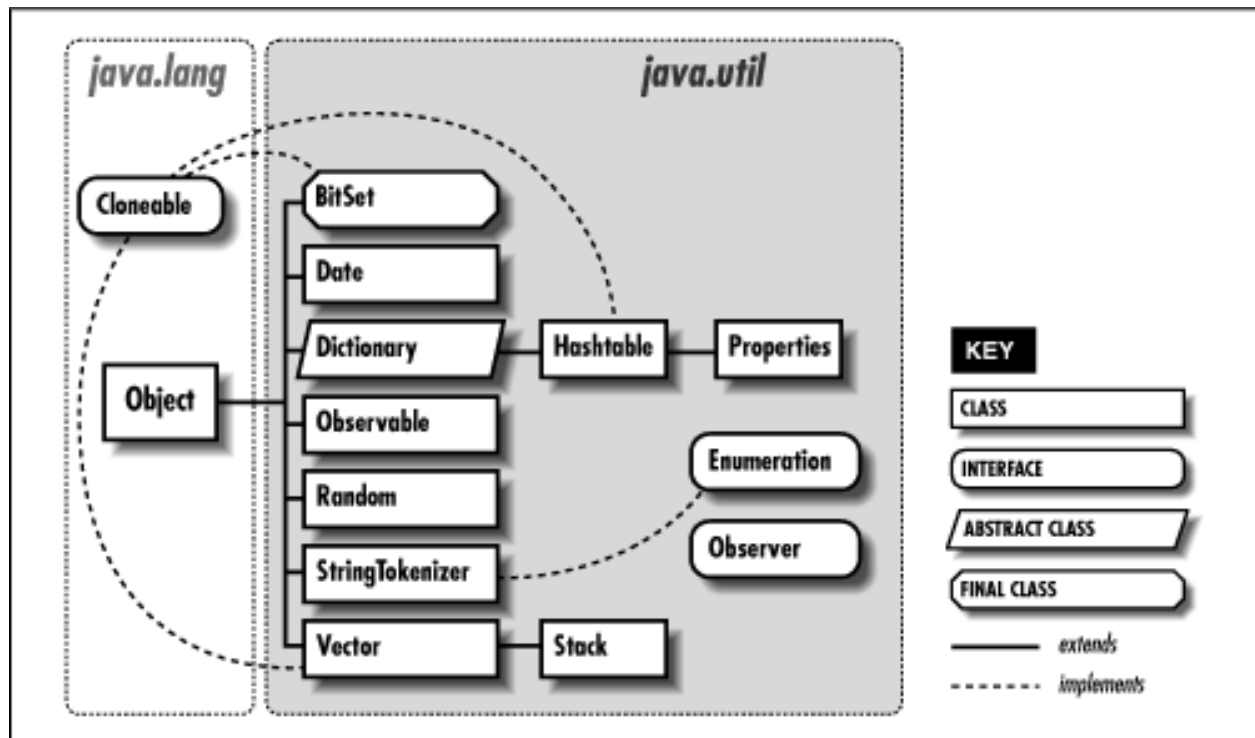 java.lang
java.util
Cloneable
BitSet
Date
Dictionary
Hashtable
Properties
Object
Observable
Enumeration
Random
Observer
StringTokenizer
Vector
Stack
KEY
CLASS
INTERFACE
ABSTRACT CLASS
FINAL CLASS
extends
implements